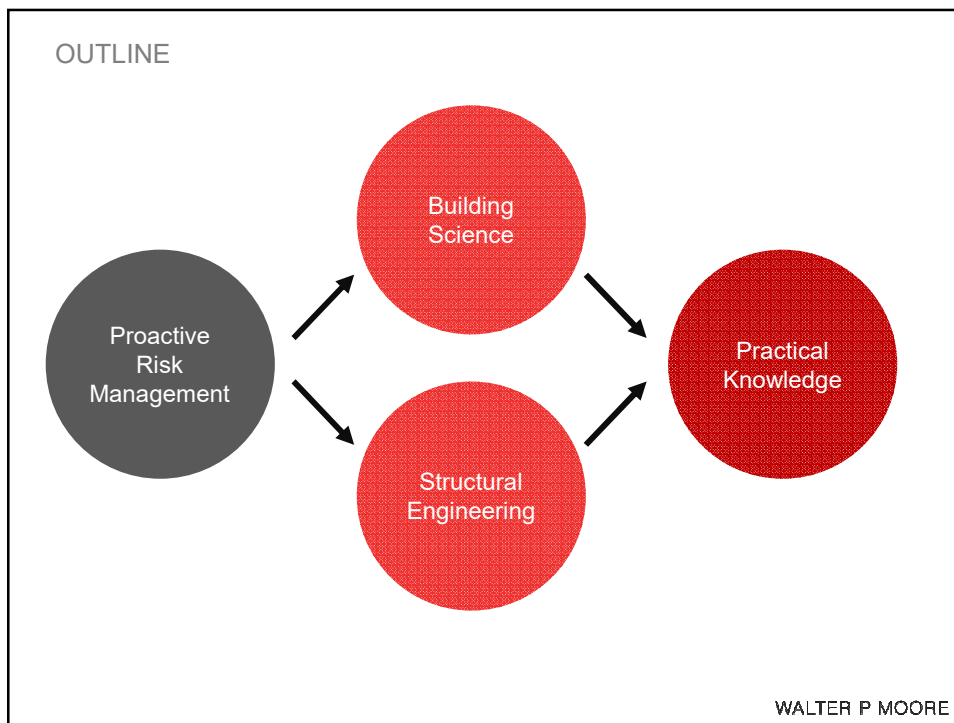 OUTLINE
Building
Science
Proactive
Risk
Management
Practical
Knowledge
Structural
Engineering
WALTER P MOORE